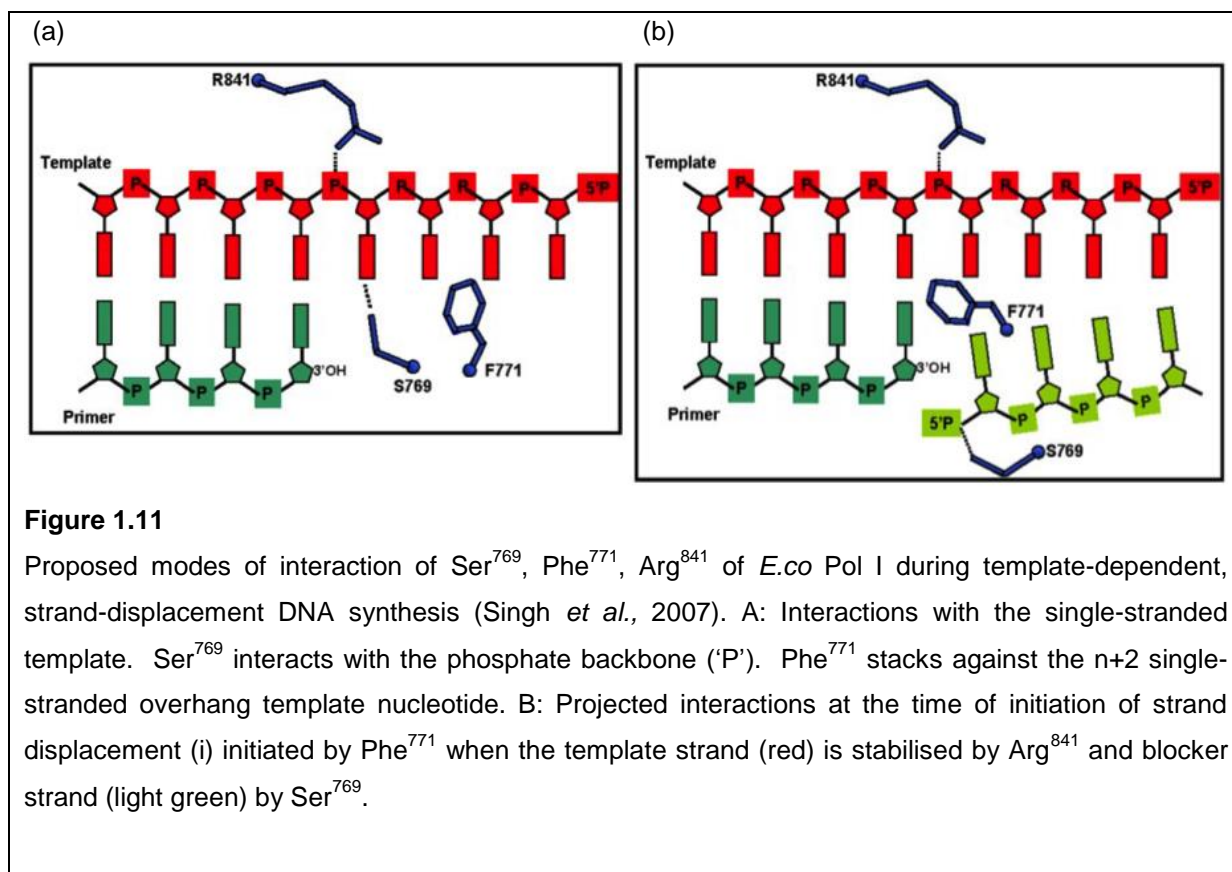 (a)
R841
Template
P P P P R R P 5'P
3'OH
S769
F771
P P P
Primer
(b)
R841
Template
P P P P R R P 5'P
F771
3'OH
P P P
Primer
5'P P P P
S769
Figure 1.11
Proposed modes of interaction of Ser769, Phe771, Arg841 of E.co Pol I during template-dependent,
strand-displacement DNA synthesis (Singh et al., 2007). A: Interactions with the single-stranded
template. Ser769 interacts with the phosphate backbone (‘P’). Phe771 stacks against the n+2 single-
stranded overhang template nucleotide. B: Projected interactions at the time of initiation of strand
displacement (i) initiated by Phe771 when the template strand (red) is stabilised by Arg841 and blocker
strand (light green) by Ser769.